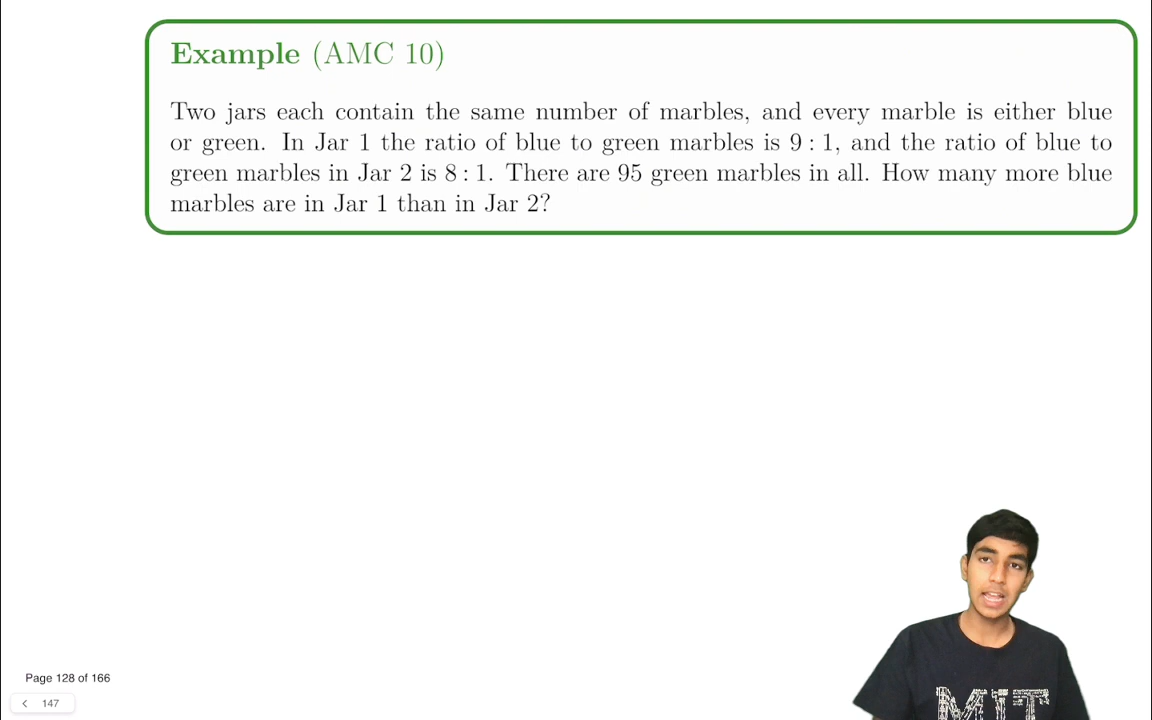 Example (AMC 10)
Two jars each contain the same number of marbles, and every marble is either blue
or green. In Jar 1 the ratio of blue to green marbles is 9 : 1, and the ratio of blue to
green marbles in Jar 2 is 8 : 1. There are 95 green marbles in all. How many more blue
marbles are in Jar 1 than in Jar 2?
MIT
Page 128 of 166
< 147